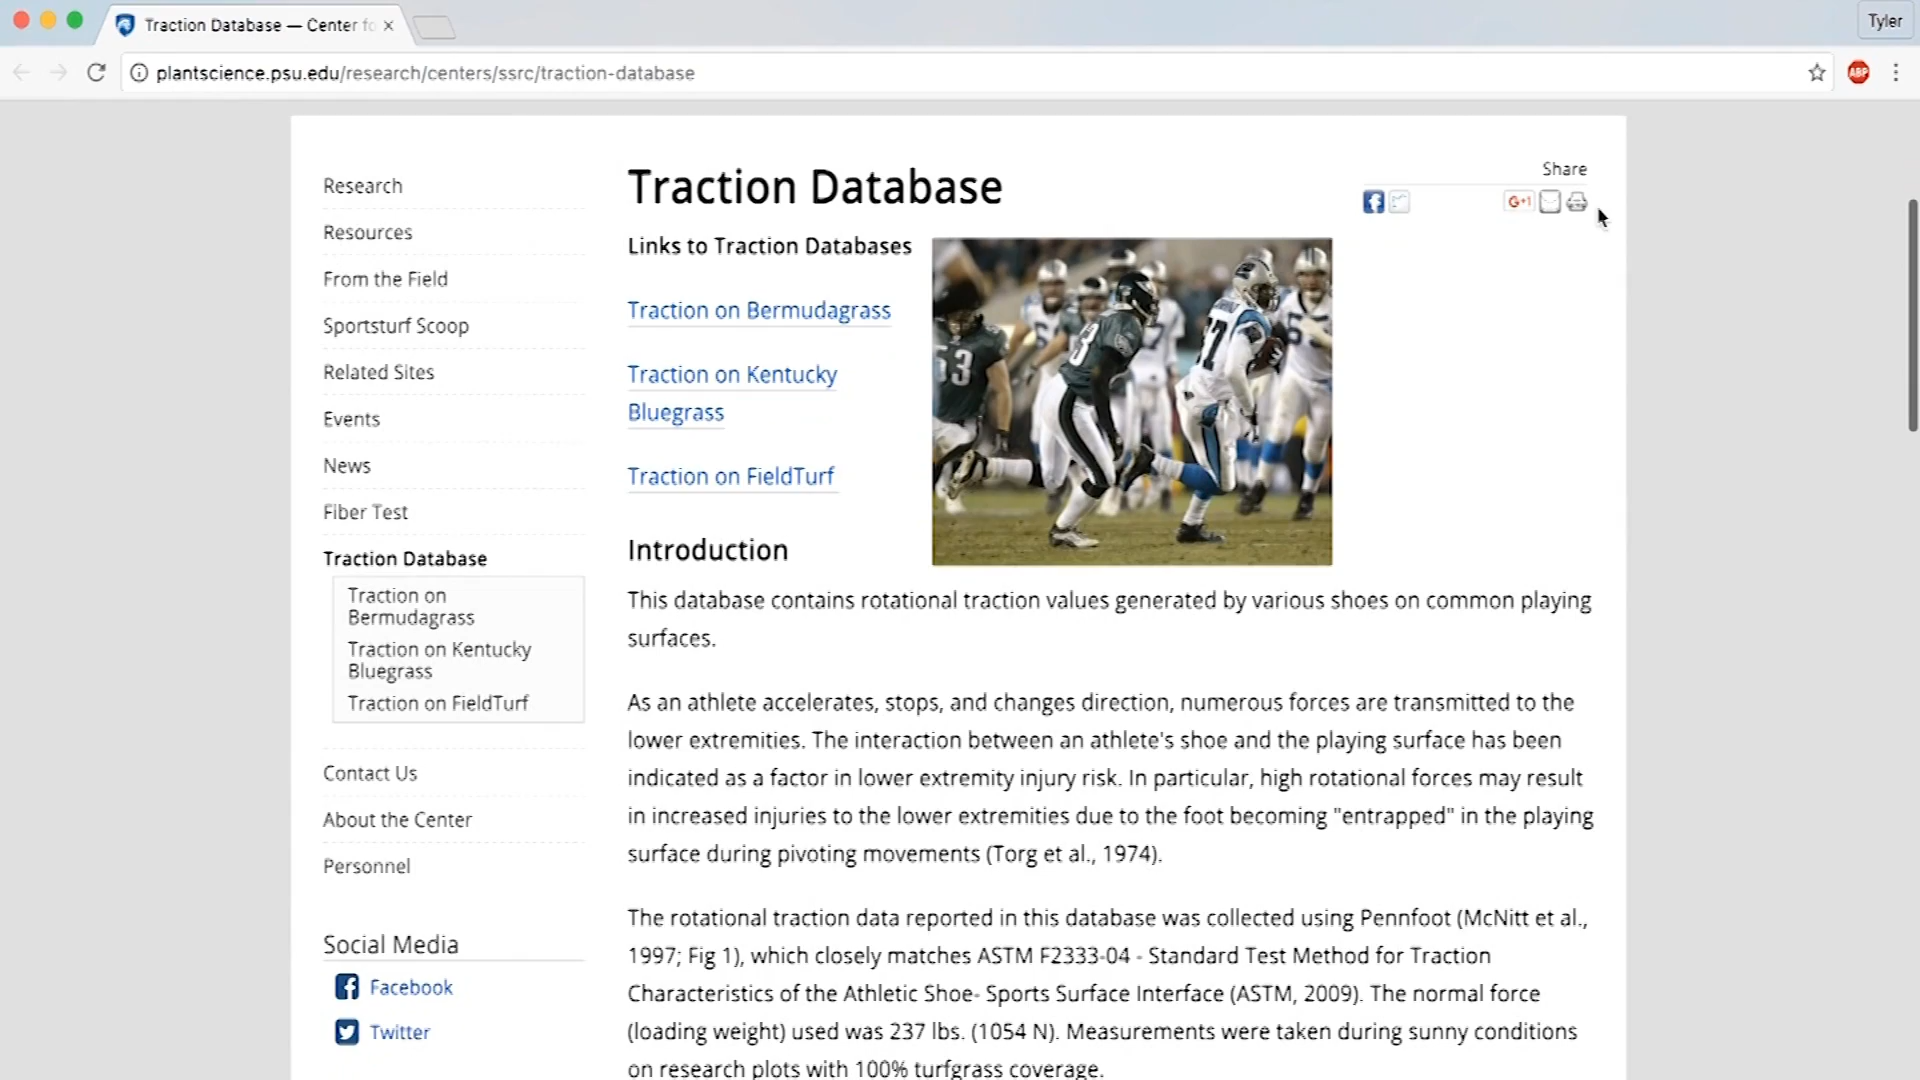 Traction Database — Center fo
Tyler
plantscience.psu.edu/research/centers/ssrc/traction-database
ABP
Research
Resources
From the Field
Sportsturf Scoop
Related Sites
Events
News
Fiber Test
Traction Database
Traction on
Bermudagrass
Traction on Kentucky
Bluegrass
Traction on FieldTurf
Contact Us
About the Center
Personnel
Social Media
Facebook
Twitter
Traction Database
Share
G+1
Links to Traction Databases
Traction on Bermudagrass
Traction on Kentucky
Bluegrass
Traction on FieldTurf
Introduction
This database contains rotational traction values generated by various shoes on common playing
surfaces.
As an athlete accelerates, stops, and changes direction, numerous forces are transmitted to the
lower extremities. The interaction between an athlete's shoe and the playing surface has been
indicated as a factor in lower extremity injury risk. In particular, high rotational forces may result
in increased injuries to the lower extremities due to the foot becoming "entrapped" in the playing
surface during pivoting movements (Torg et al., 1974).
The rotational traction data reported in this database was collected using Pennfoot (McNitt et al.,
1997; Fig 1), which closely matches ASTM F2333-04 - Standard Test Method for Traction
Characteristics of the Athletic Shoe- Sports Surface Interface (ASTM, 2009). The normal force
(loading weight) used was 237 lbs. (1054 N). Measurements were taken during sunny conditions
on research plots with 100% turfgrass coverage.